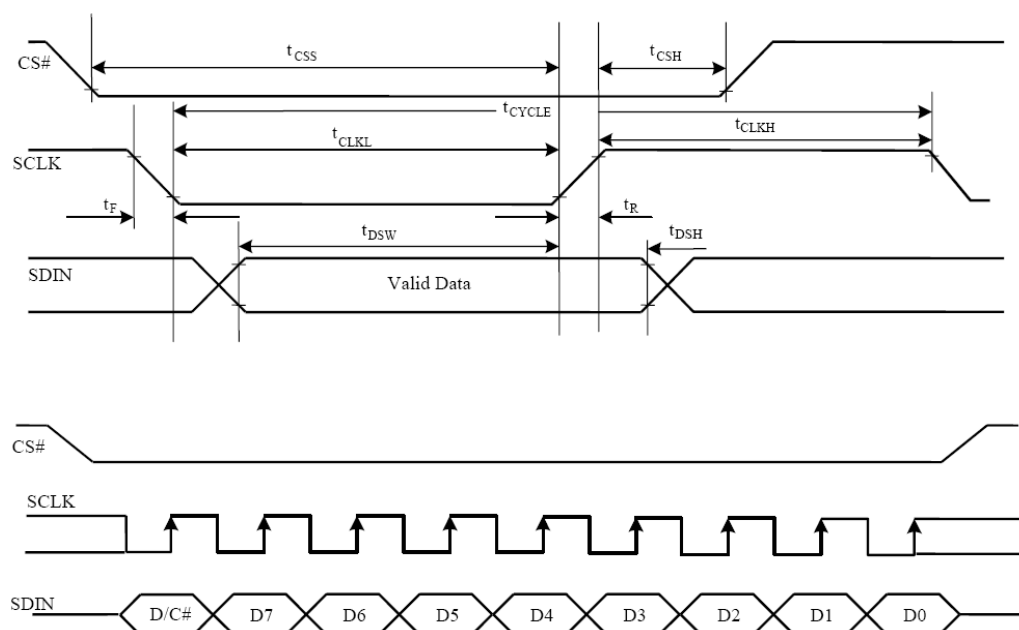 t_CSS
t_CSH
CS#
t_CYCLE
t_CLKL
t_CLKH
SCLK
t_F
t_R
t_DSW
t_DSH
SDIN
Valid Data
CS#
SCLK
SDIN
D/C# D7 D6 D5 D4 D3 D2 D1 D0